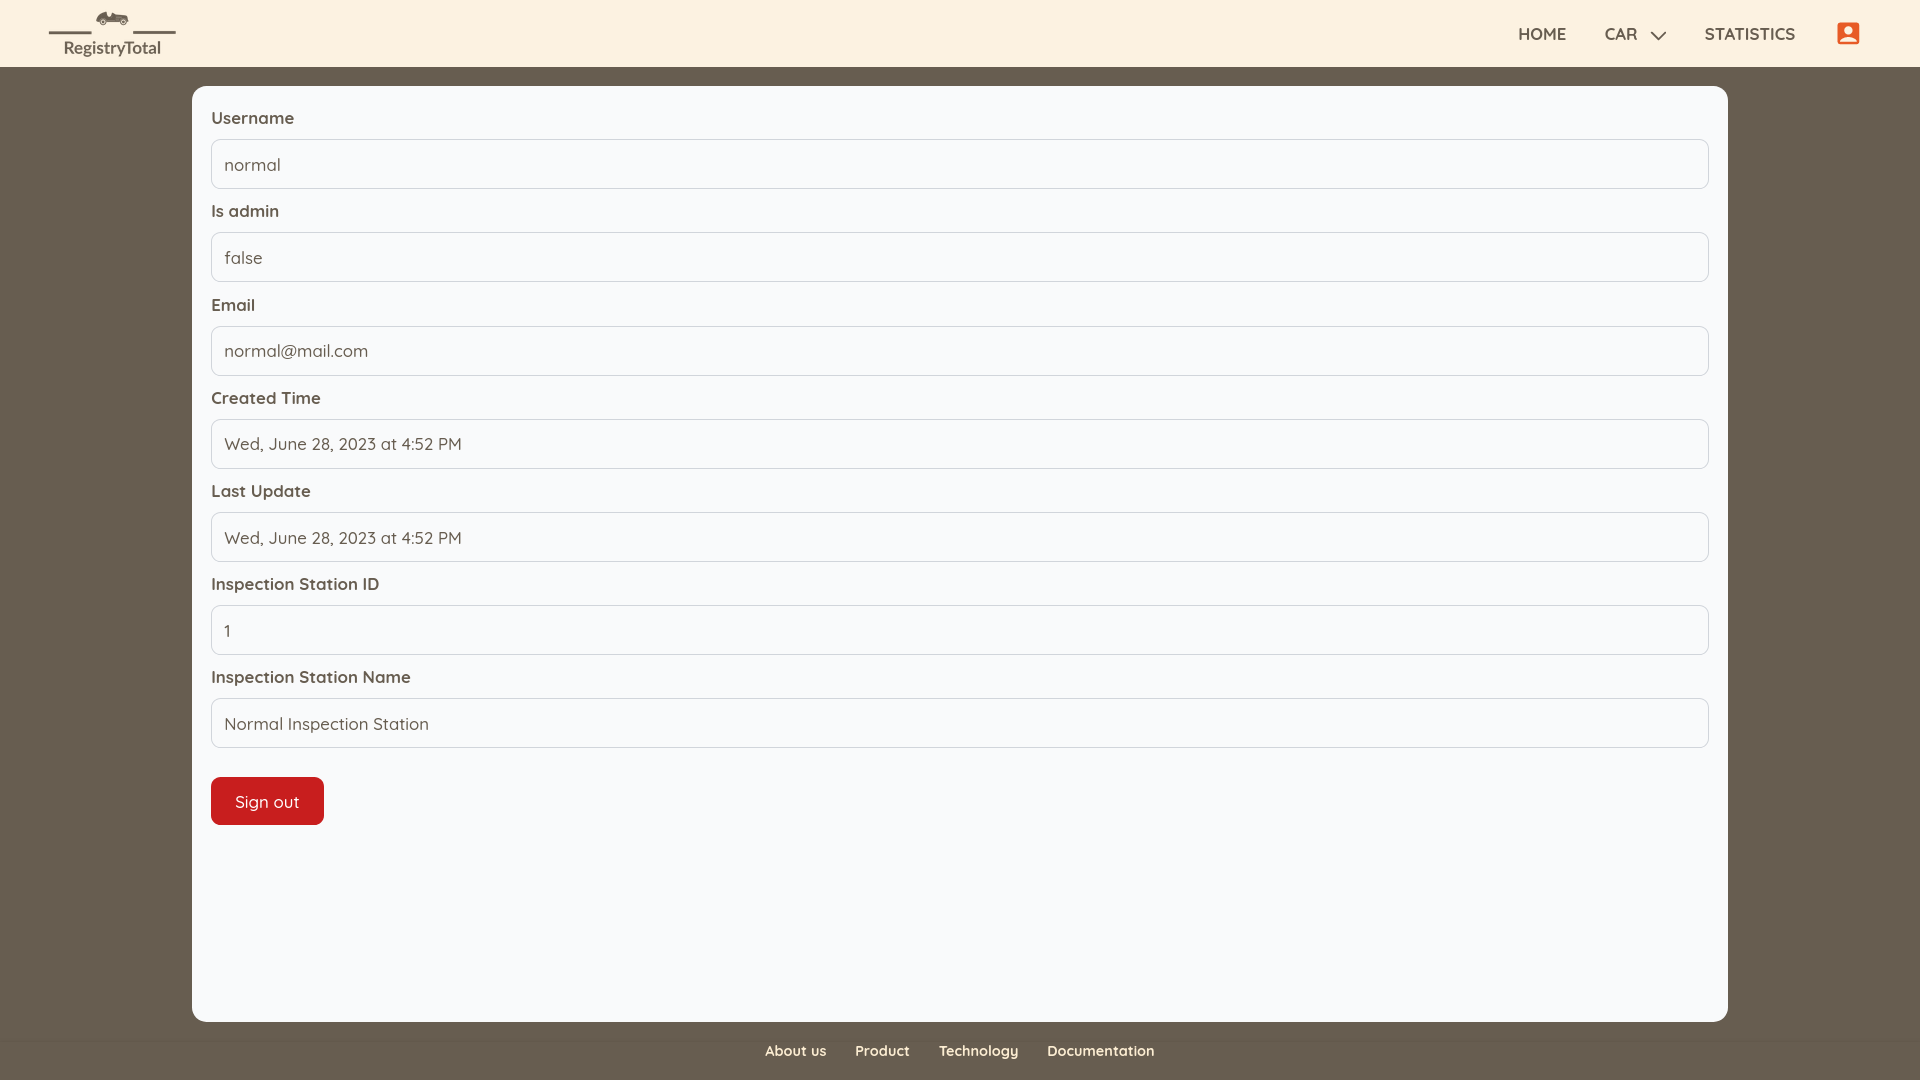 RegistryTotal
HOME CAR STATISTICS
Username
normal
Is admin
false
Email
normal@mail.com
Created Time
Wed, June 28, 2023 at 4:52 PM
Last Update
Wed, June 28, 2023 at 4:52 PM
Inspection Station ID
1
Inspection Station Name
Normal Inspection Station
Sign out
About us Product Technology Documentation